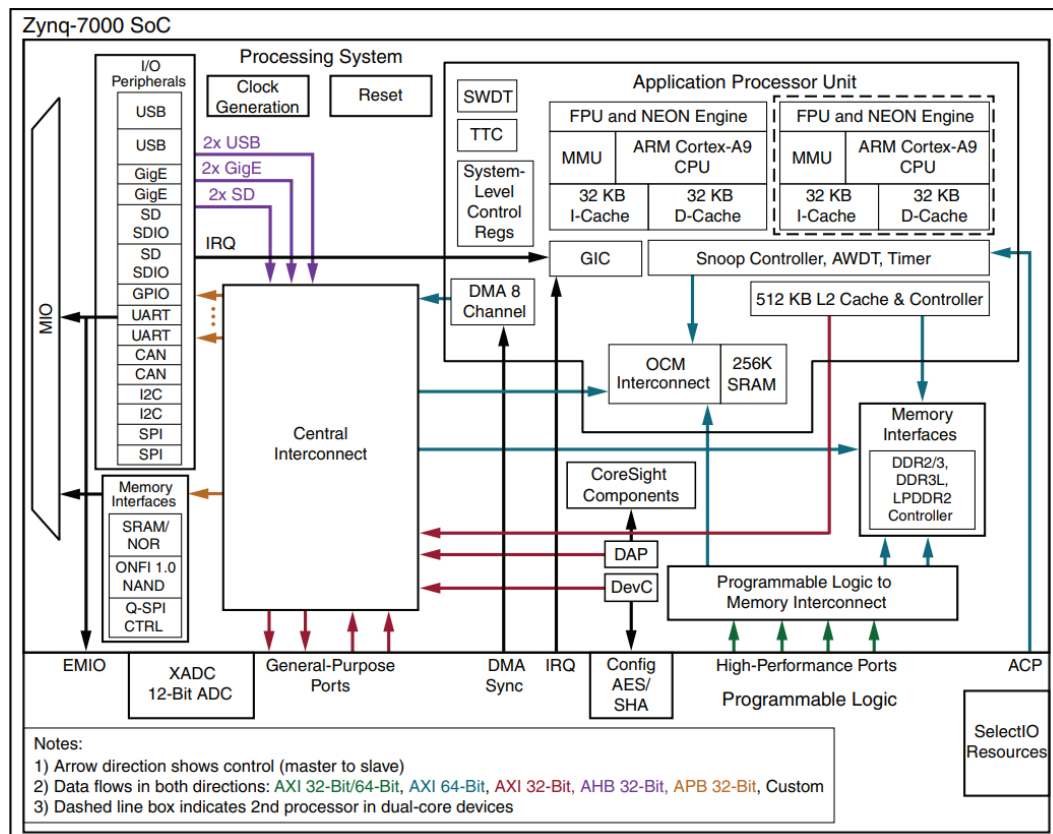 Zynq-7000 SoC
Processing System
I/O
Peripherals
USB
USB
GigE
GigE
SD
SDIO
SD
SDIO
GPIO
UART
UART
CAN
CAN
I2C
I2C
SPI
SPI
MIO
Memory
Interfaces
SRAM/
NOR
ONFI 1.0
NAND
Q-SPI
CTRL
Clock
Generation
Reset
2x USB
2x GigE
2x SD
IRQ
Central
Interconnect
Application Processor Unit
SWDT
TTC
System-
Level
Control
Regs
FPU and NEON Engine
MMU
ARM Cortex-A9
CPU
32 KB
I-Cache
32 KB
D-Cache
FPU and NEON Engine
MMU
ARM Cortex-A9
CPU
32 KB
I-Cache
32 KB
D-Cache
GIC
Snoop Controller, AWDT, Timer
DMA 8
Channel
512 KB L2 Cache & Controller
OCM
Interconnect
256K
SRAM
Memory
Interfaces
DDR2/3,
DDR3L,
LPDDR2
Controller
CoreSight
Components
DAP
DevC
Programmable Logic to
Memory Interconnect
EMIO
XADC
12-Bit ADC
General-Purpose
Ports
DMA
Sync
IRQ
Config
AES/
SHA
High-Performance Ports
ACP
Programmable Logic
SelectIO
Resources
Notes:
1) Arrow direction shows control (master to slave)
2) Data flows in both directions: AXI 32-Bit/64-Bit, AXI 64-Bit, AXI 32-Bit, AHB 32-Bit, APB 32-Bit, Custom
3) Dashed line box indicates 2nd processor in dual-core devices